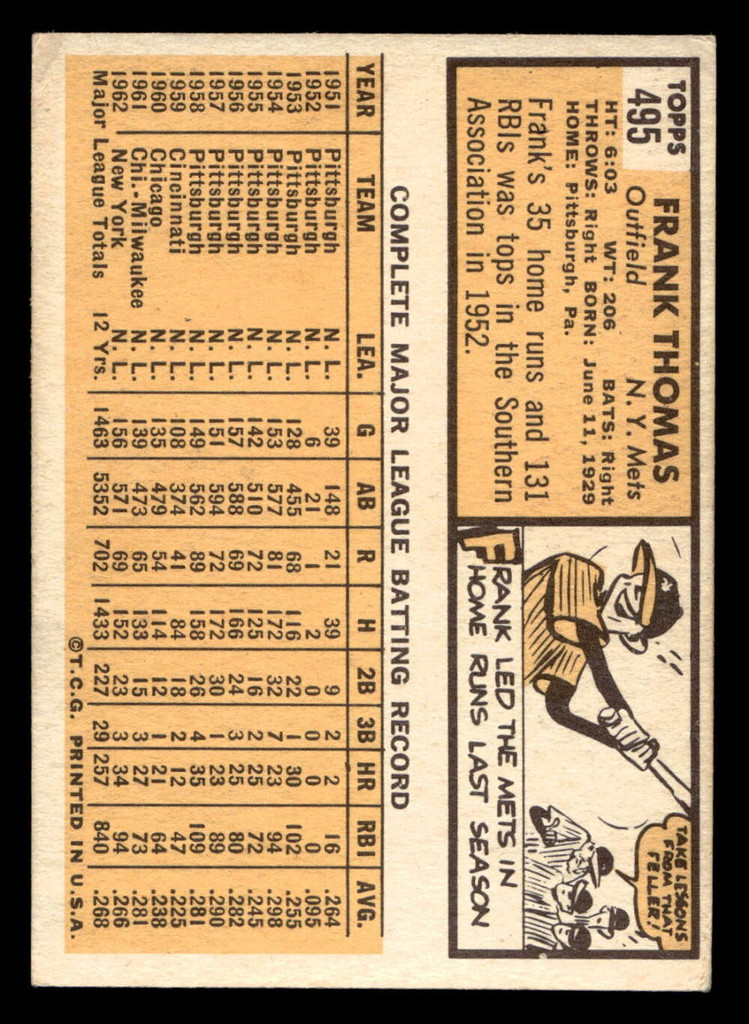 TOPPS
495
FRANK THOMAS
Outfield N. Y. Mets
HT: 6:03 WT: 206 BATS: Right
THROWS: Right BORN: June 11, 1929
HOME: Pittsburgh, Pa.
Frank's 35 home runs and 131
RBIs was tops in the Southern
Association in 1952.
TAKE LESSONS
FROM THAT
FELLER!
FRANK LED THE METS IN
HOME RUNS LAST SEASON
COMPLETE MAJOR LEAGUE BATTING RECORD
YEAR TEAM LEA. G AB R H 2B 3B HR RBI AVG.
1951 Pittsburgh N. L. 39 148 21 39 9 2 2 16 .264
1952 Pittsburgh N. L. 6 21 1 2 0 0 0 0 .095
1953 Pittsburgh N. L. 128 455 68 116 22 1 30 102 .255
1954 Pittsburgh N. L. 153 577 81 172 32 7 23 94 .298
1955 Pittsburgh N. L. 142 510 72 125 16 2 25 72 .245
1956 Pittsburgh N. L. 157 588 69 166 24 3 25 80 .282
1957 Pittsburgh N. L. 151 594 72 172 30 1 23 89 .290
1958 Pittsburgh N. L. 149 562 89 158 26 4 35 109 .281
1959 Cincinnati N. L. 108 374 41 84 18 2 12 47 .225
1960 Chicago N. L. 135 479 54 114 12 1 21 64 .238
1961 Chi.-Milwaukee N. L. 139 473 65 133 15 3 27 73 .281
1962 New York N. L. 156 571 69 152 23 3 34 94 .266
Major League Totals 12 Yrs. 1463 5352 702 1433 227 29 257 840 .268
©T.C.G. PRINTED IN U.S.A.